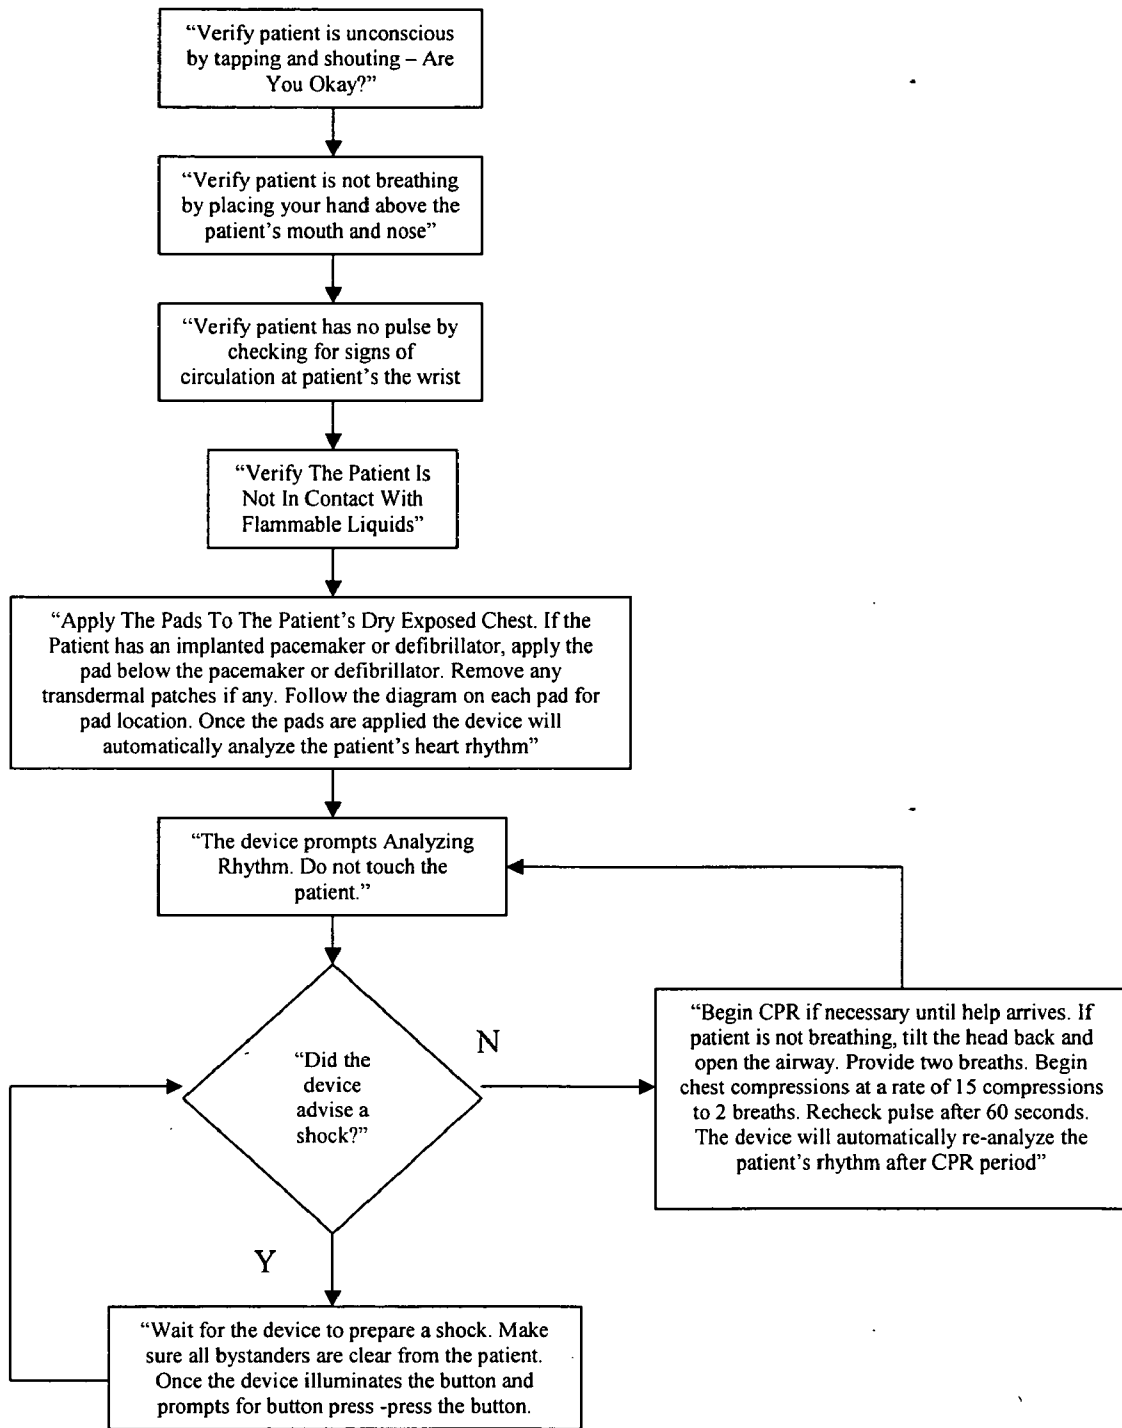 “Verify patient is unconscious
by tapping and shouting – Are
You Okay?”
“Verify patient is not breathing
by placing your hand above the
patient’s mouth and nose”
“Verify patient has no pulse by
checking for signs of
circulation at patient’s the wrist
“Verify The Patient Is
Not In Contact With
Flammable Liquids”
“Apply The Pads To The Patient’s Dry Exposed Chest. If the
Patient has an implanted pacemaker or defibrillator, apply the
pad below the pacemaker or defibrillator. Remove any
transdermal patches if any. Follow the diagram on each pad for
pad location. Once the pads are applied the device will
automatically analyze the patient’s heart rhythm”
“The device prompts Analyzing
Rhythm. Do not touch the
patient.”
“Did the
device
advise a
shock?”
N
“Begin CPR if necessary until help arrives. If
patient is not breathing, tilt the head back and
open the airway. Provide two breaths. Begin
chest compressions at a rate of 15 compressions
to 2 breaths. Recheck pulse after 60 seconds.
The device will automatically re-analyze the
patient’s rhythm after CPR period”
Y
“Wait for the device to prepare a shock. Make
sure all bystanders are clear from the patient.
Once the device illuminates the button and
prompts for button press -press the button.